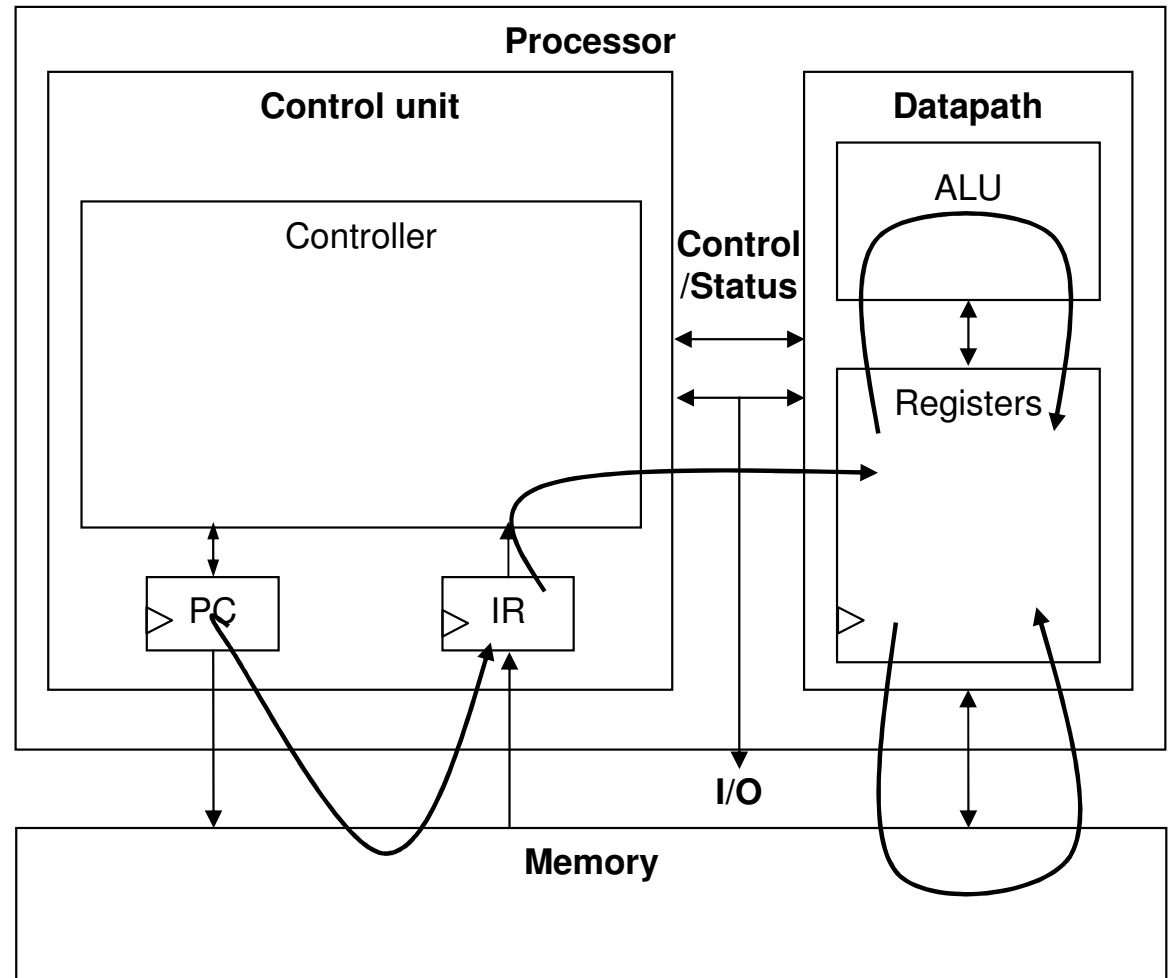 Processor
Control unit
Datapath
ALU
Controller
Control
/Status
Registers
PC
IR
I/O
Memory